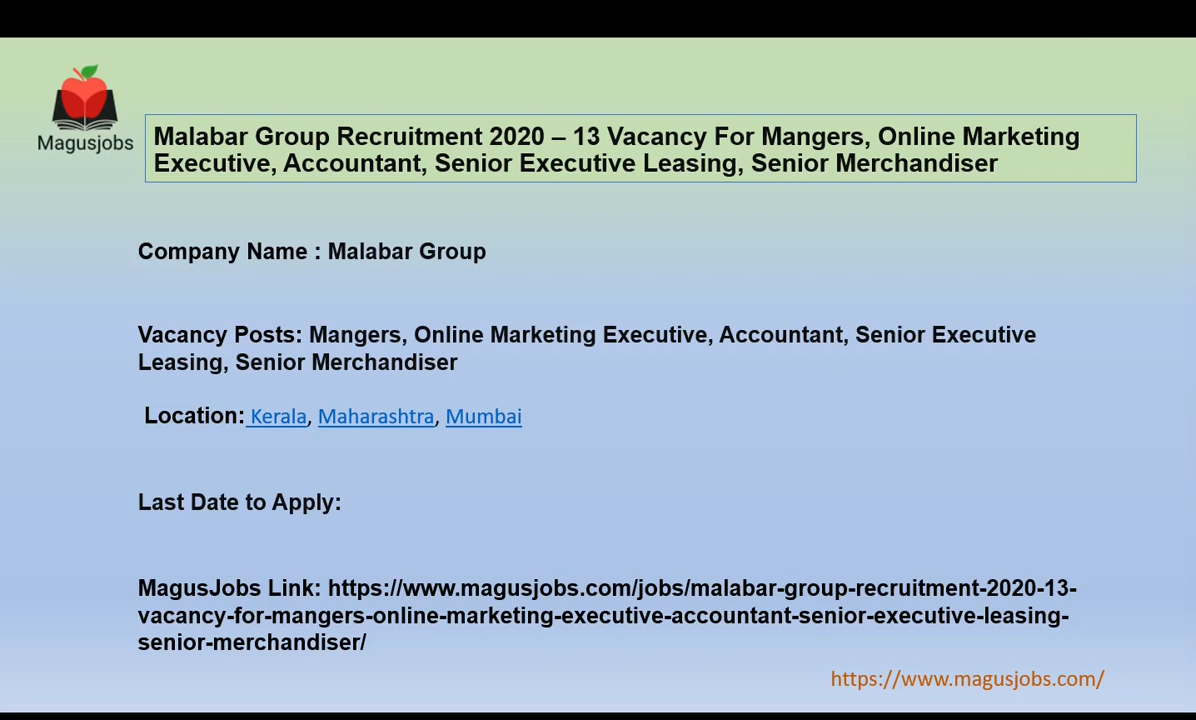 Magusjobs
Malabar Group Recruitment 2020 – 13 Vacancy For Mangers, Online Marketing
Executive, Accountant, Senior Executive Leasing, Senior Merchandiser
Company Name : Malabar Group
Vacancy Posts: Mangers, Online Marketing Executive, Accountant, Senior Executive
Leasing, Senior Merchandiser
Location: Kerala, Maharashtra, Mumbai
Last Date to Apply:
MagusJobs Link: https://www.magusjobs.com/jobs/malabar-group-recruitment-2020-13-
vacancy-for-mangers-online-marketing-executive-accountant-senior-executive-leasing-
senior-merchandiser/
https://www.magusjobs.com/